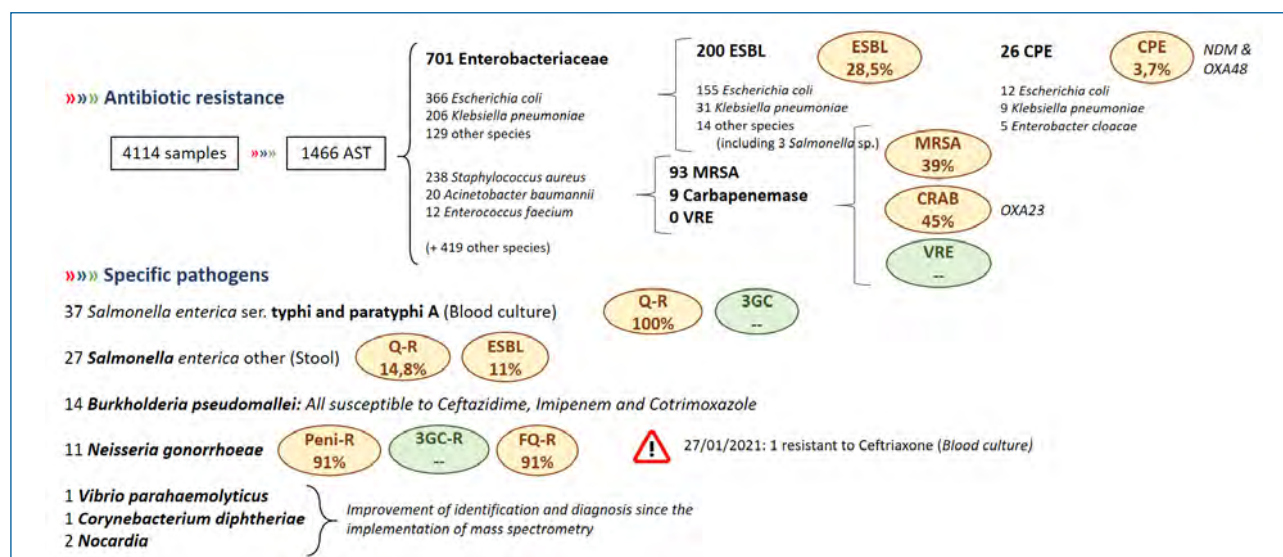 »»» Antibiotic resistance
4114 samples
»»»
1466 AST
701 Enterobacteriaceae
366 Escherichia coli
206 Klebsiella pneumoniae
129 other species
238 Staphylococcus aureus
20 Acinetobacter baumannii
12 Enterococcus faecium
(+ 419 other species)
200 ESBL
ESBL
28,5%
155 Escherichia coli
31 Klebsiella pneumoniae
14 other species
(including 3 Salmonella sp.)
26 CPE
CPE
3,7%
NDM &
OXA48
12 Escherichia coli
9 Klebsiella pneumoniae
5 Enterobacter cloacae
93 MRSA
9 Carbapenemase
0 VRE
MRSA
39%
CRAB
45%
OXA23
VRE
--
»»» Specific pathogens
37 Salmonella enterica ser. typhi and paratyphi A (Blood culture)
Q-R
100%
3GC
--
27 Salmonella enterica other (Stool)
Q-R
14,8%
ESBL
11%
14 Burkholderia pseudomallei: All susceptible to Ceftazidime, Imipenem and Cotrimoxazole
11 Neisseria gonorrhoeae
Peni-R
91%
3GC-R
--
FQ-R
91%
!
27/01/2021: 1 resistant to Ceftriaxone (Blood culture)
1 Vibrio parahaemolyticus
1 Corynebacterium diphtheriae
2 Nocardia
Improvement of identification and diagnosis since the
implementation of mass spectrometry